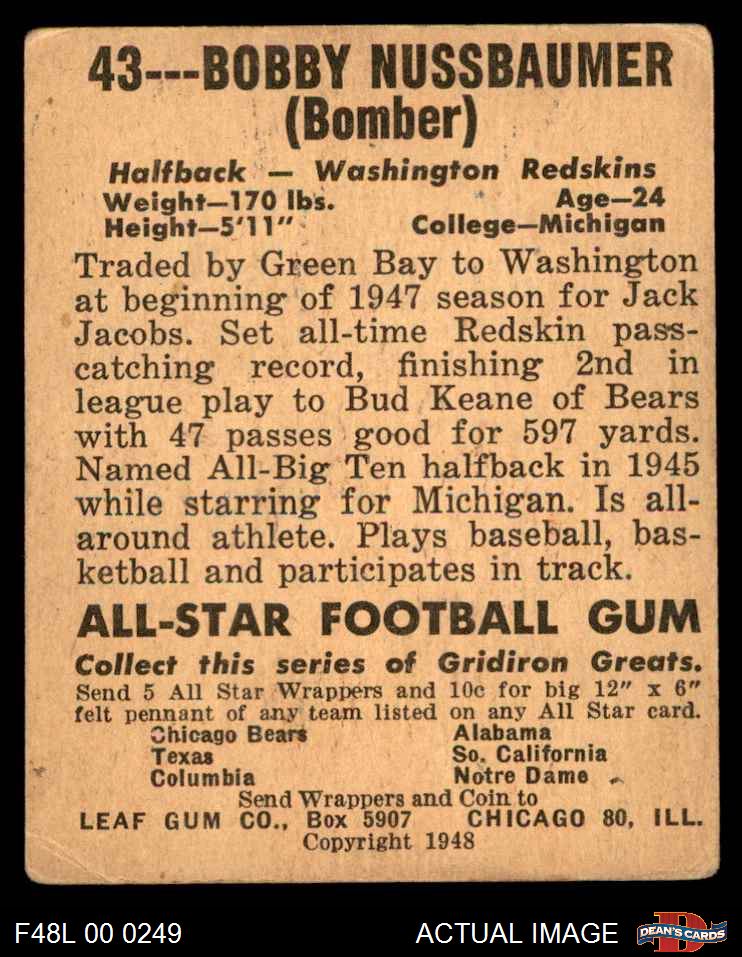 43---BOBBY NUSSBAUMER
(Bomber)
Halfback — Washington Redskins
Weight—170 lbs. Age—24
Height—5'11" College—Michigan
Traded by Green Bay to Washington
at beginning of 1947 season for Jack
Jacobs. Set all-time Redskin pass-
catching record, finishing 2nd in
league play to Bud Keane of Bears
with 47 passes good for 597 yards.
Named All-Big Ten halfback in 1945
while starring for Michigan. Is all-
around athlete. Plays baseball, bas-
ketball and participates in track.
ALL-STAR FOOTBALL GUM
Collect this series of Gridiron Greats.
Send 5 All Star Wrappers and 10c for big 12" x 6"
felt pennant of any team listed on any All Star card.
Chicago Bears Alabama
Texas So. California
Columbia Notre Dame
Send Wrappers and Coin to
LEAF GUM CO., Box 5907 CHICAGO 80, ILL.
Copyright 1948
F48L 00 0249 ACTUAL IMAGE D DEAN'S CARDS